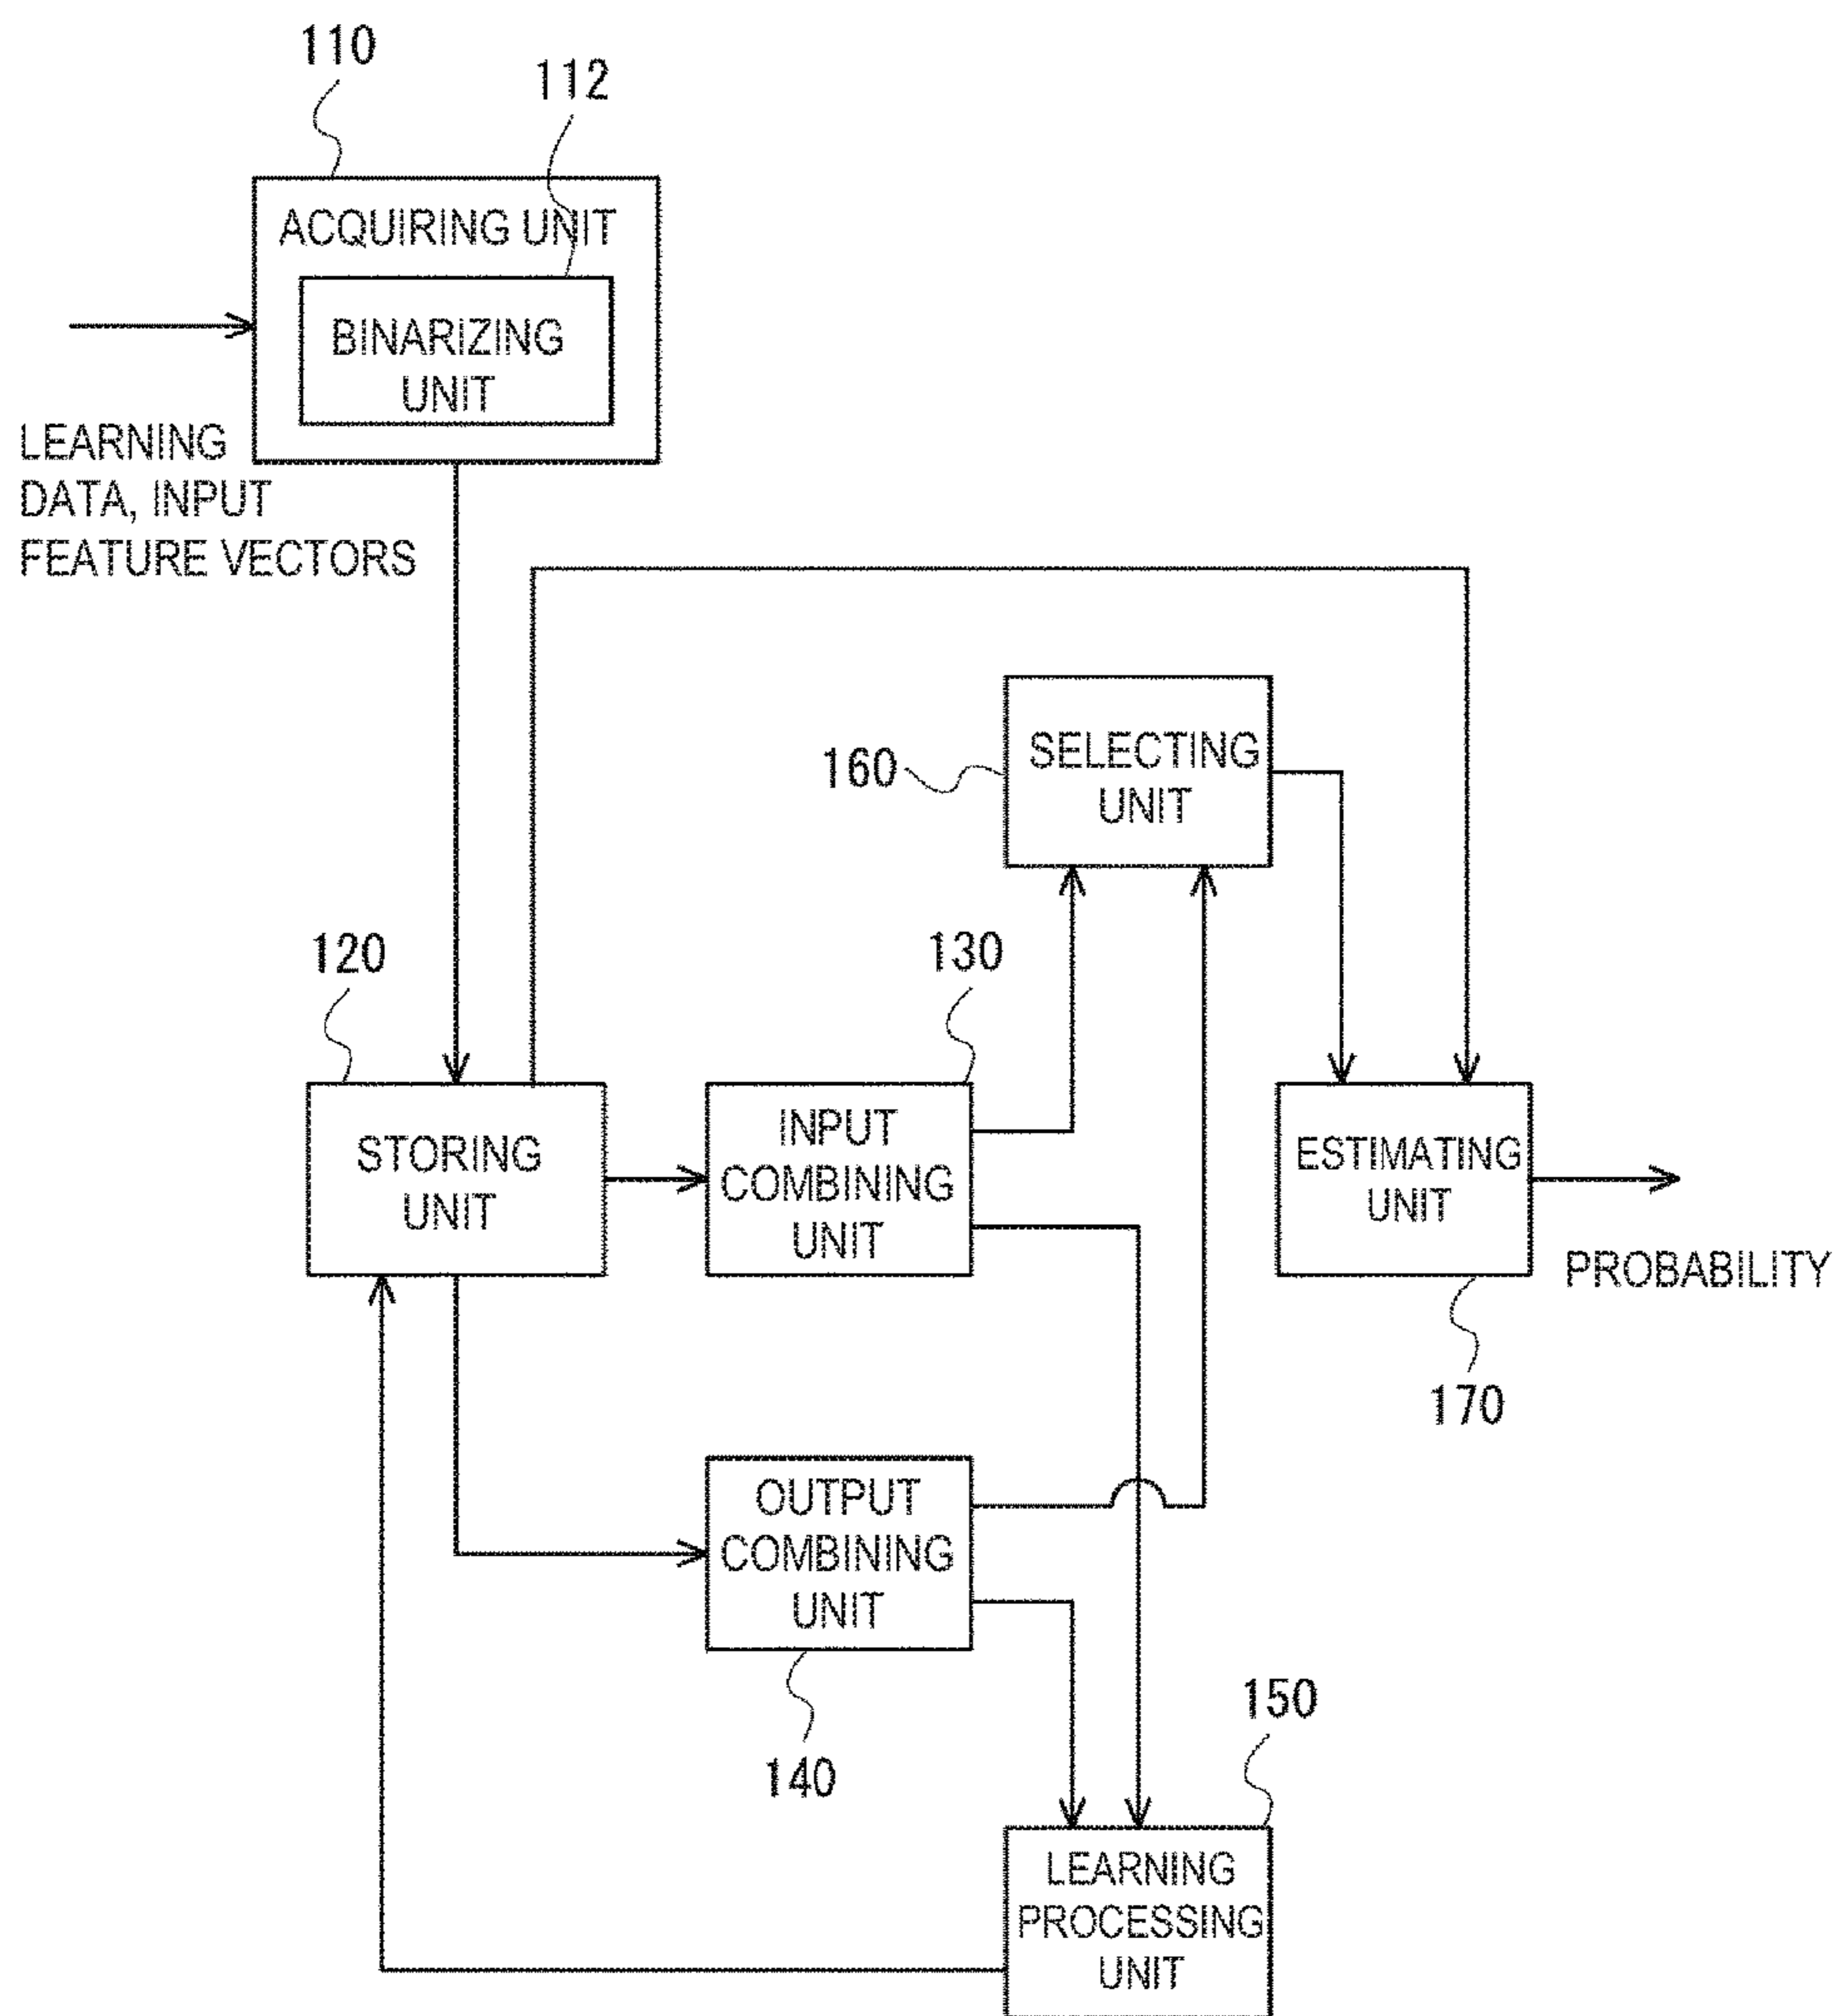 110
112
ACQUIRING UNIT
BINARIZING
UNIT
LEARNING
DATA, INPUT
FEATURE VECTORS
160
SELECTING
UNIT
120
130
STORING
UNIT
INPUT
COMBINING
UNIT
ESTIMATING
UNIT
PROBABILITY
170
OUTPUT
COMBINING
UNIT
140
150
LEARNING
PROCESSING
UNIT